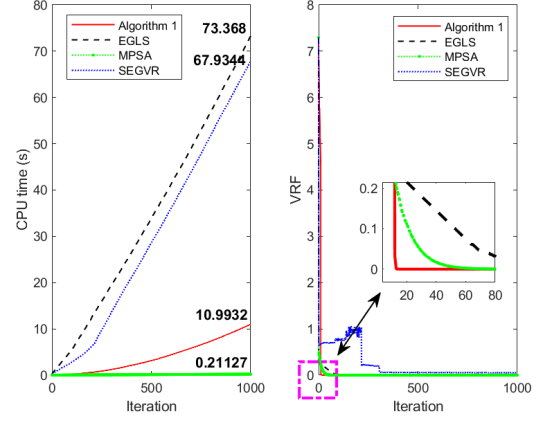 80
70
60
50
40
30
20
10
0
CPU time (s)
0
500
1000
Iteration
Algorithm 1
EGLS
MPSA
SEGVR
73.368
67.9344
10.9932
0.21127
8
7
6
5
4
3
2
1
0
VRF
0
500
1000
Iteration
Algorithm 1
EGLS
MPSA
SEGVR
0.2
0.1
0
20
40
60
80